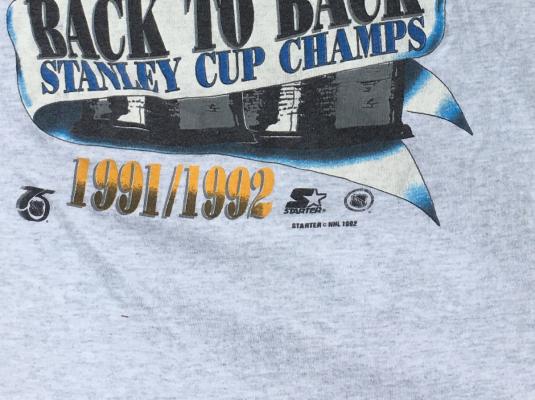 BACK TO BACK
STANLEY CUP CHAMPS
1991/1992
STARTER
STARTER © NHL 1992